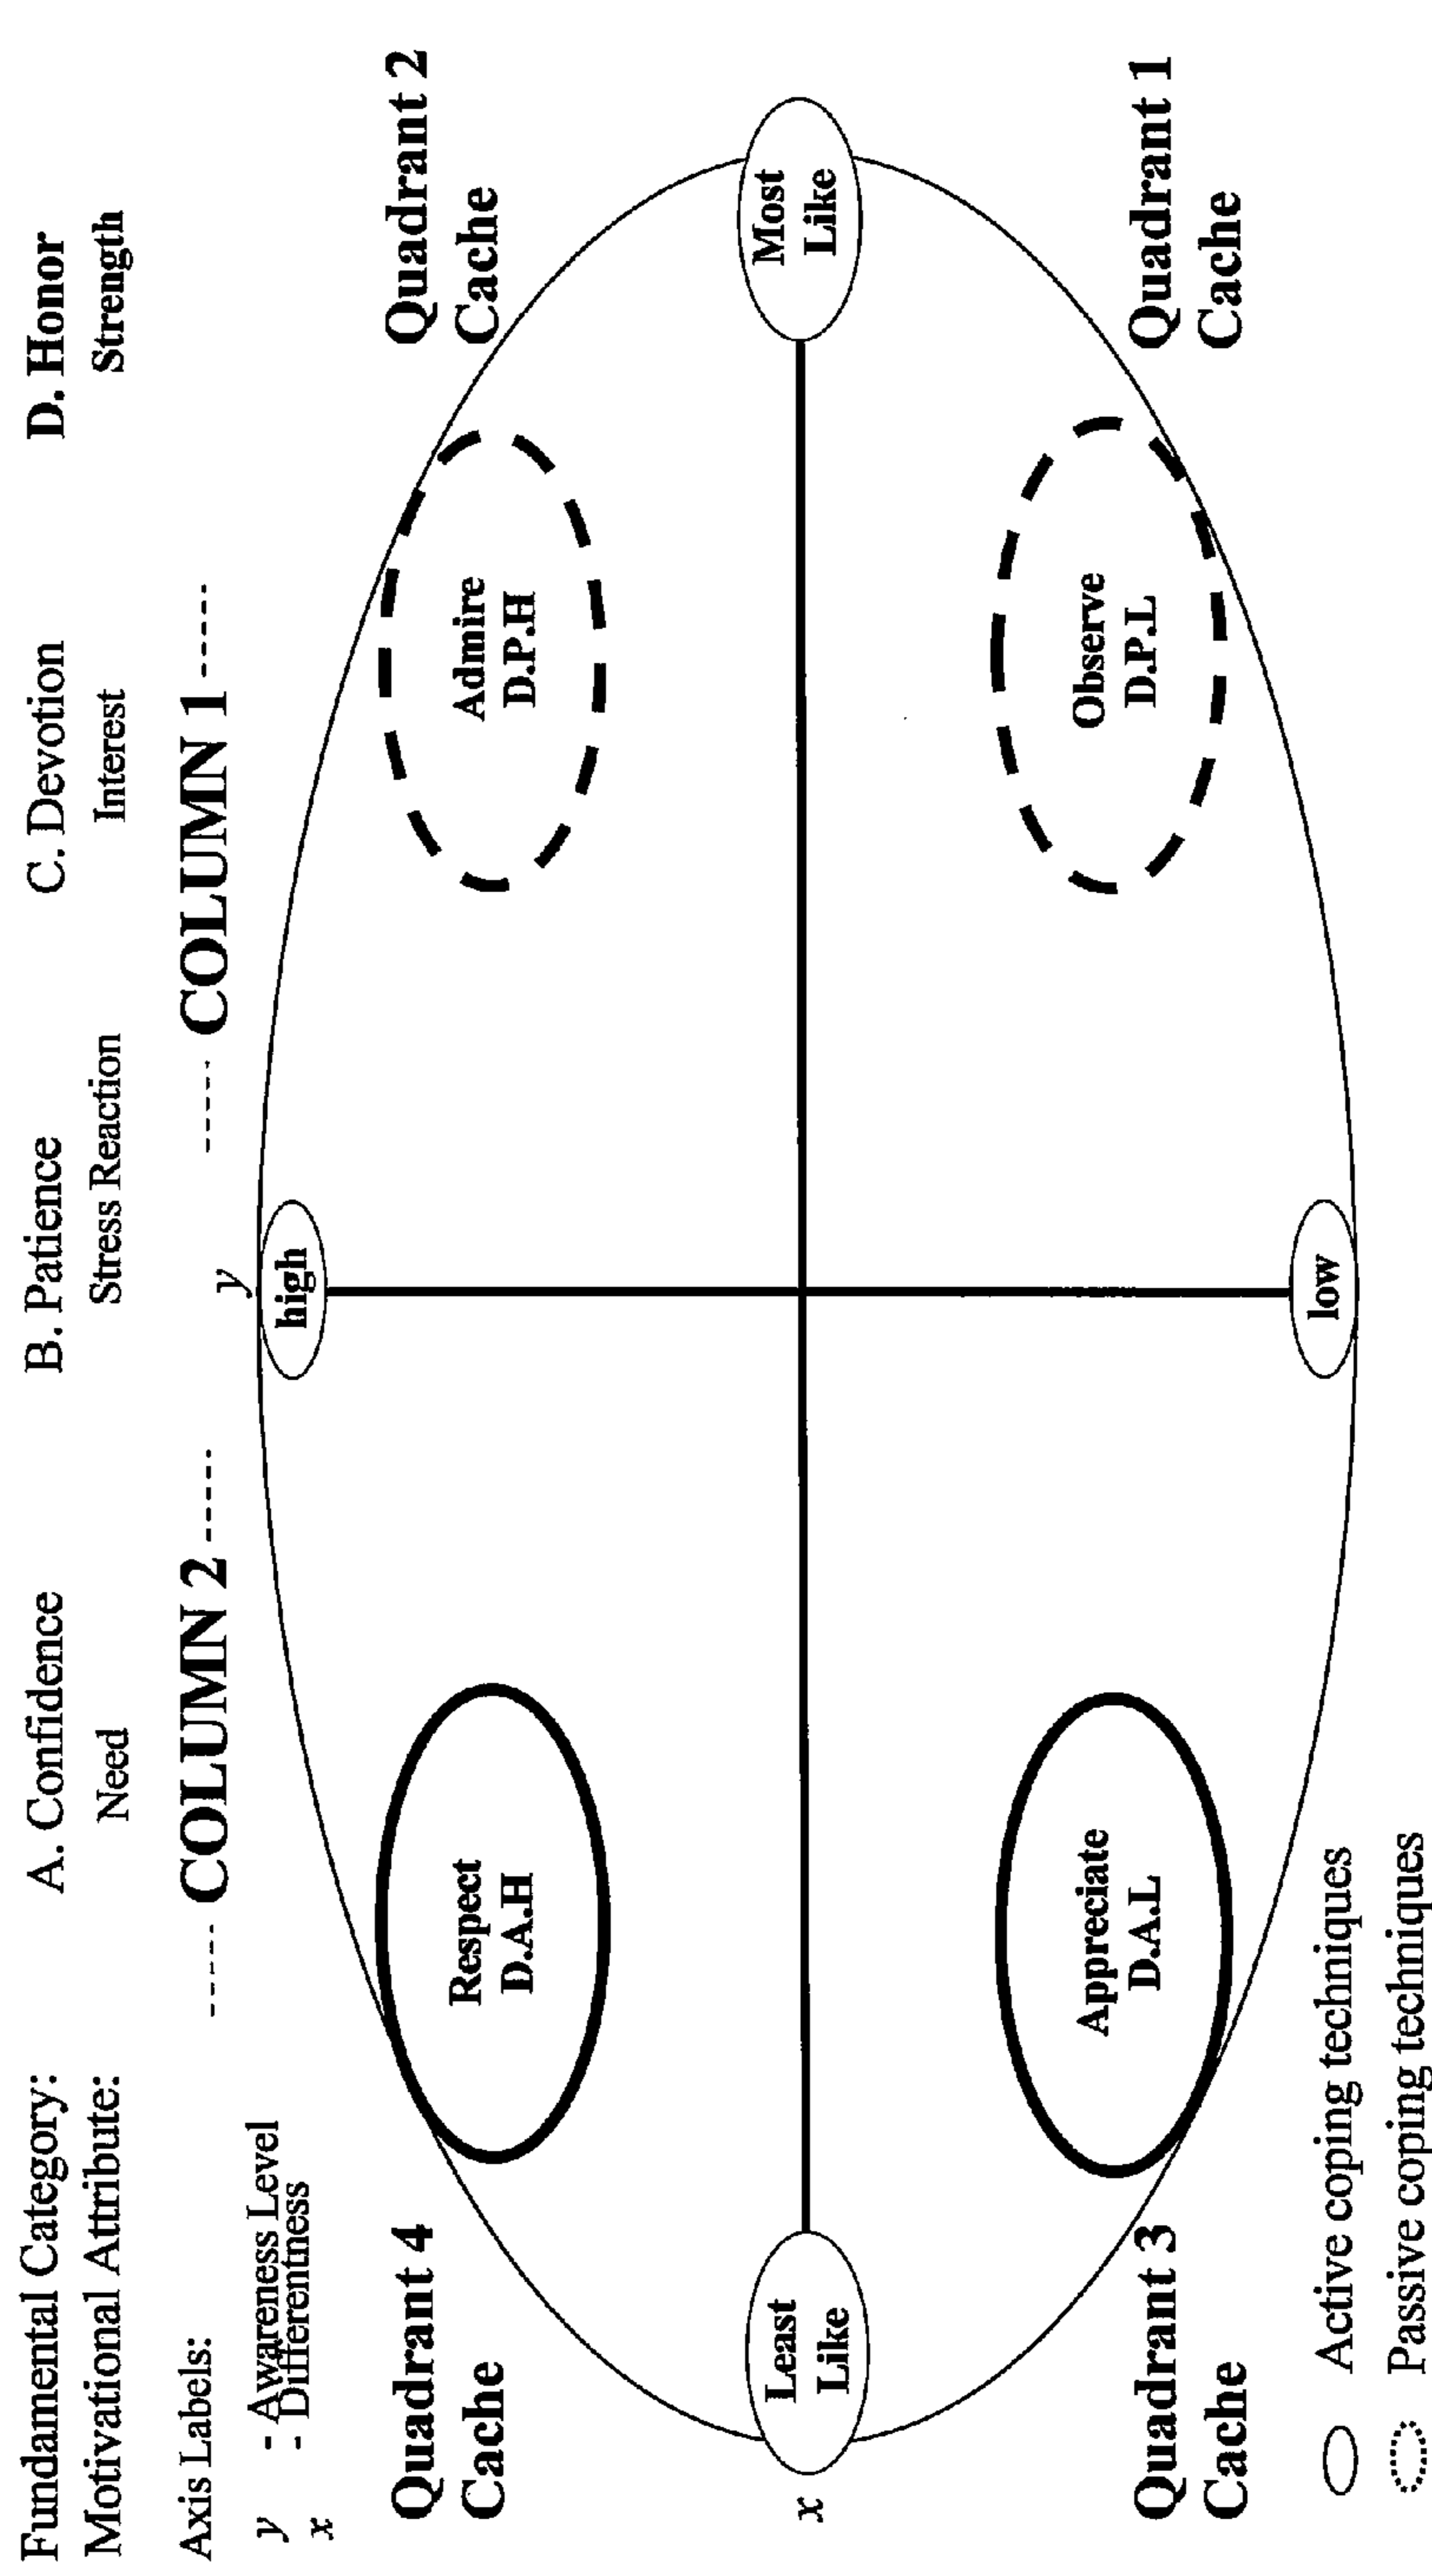 Fundamental Category: A. Confidence B. Patience C. Devotion D. Honor
Motivational Attribute: Need Stress Reaction Interest Strength
Axis Labels: ----- COLUMN 2 ----- ----- COLUMN 1 -----
y - Awareness Level
x - Differentness
y
high
Quadrant 4
Cache
Quadrant 2
Cache
Respect
D.A.H
Admire
D.P.H
x
Least
Like
Most
Like
Quadrant 3
Cache
Quadrant 1
Cache
Appreciate
D.A.L
Observe
D.P.L
low
Active coping techniques
Passive coping techniques